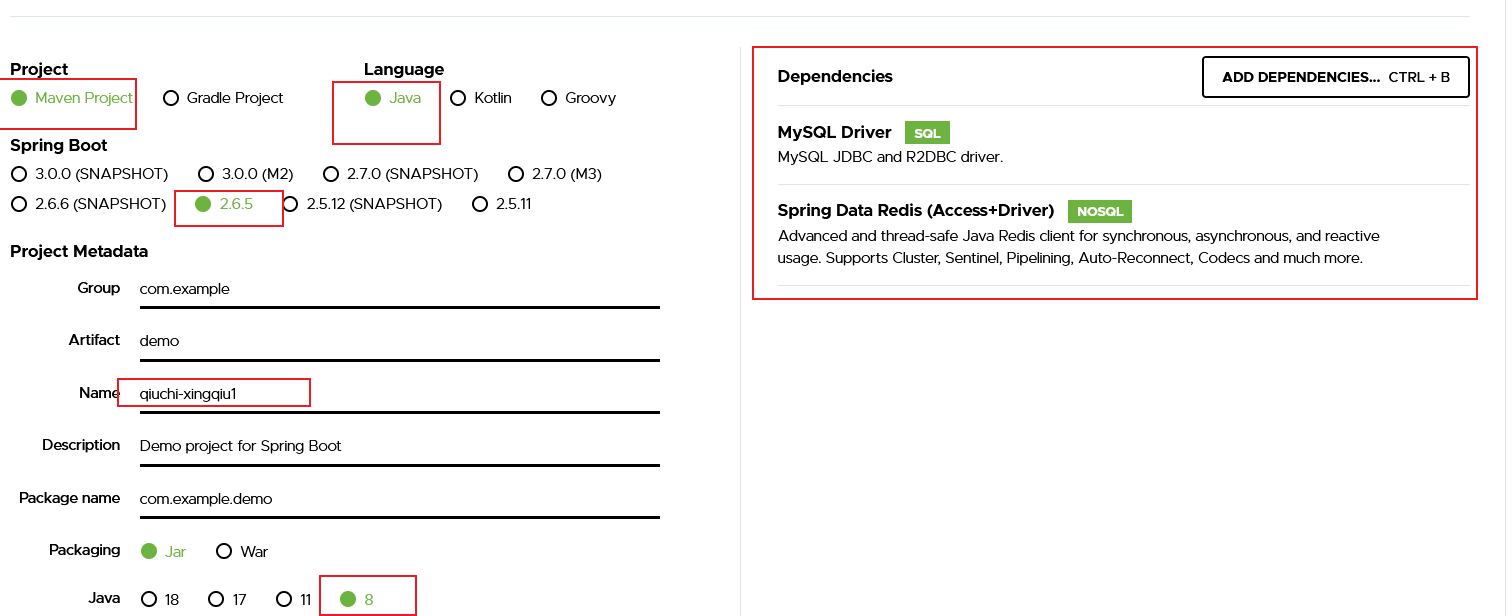 Project
Maven Project Gradle Project
Language
Java Kotlin Groovy
Spring Boot
3.0.0 (SNAPSHOT) 3.0.0 (M2) 2.7.0 (SNAPSHOT) 2.7.0 (M3)
2.6.6 (SNAPSHOT) 2.6.5 2.5.12 (SNAPSHOT) 2.5.11
Project Metadata
Group com.example
Artifact demo
Name qiuchi-xingqiu1
Description Demo project for Spring Boot
Package name com.example.demo
Packaging Jar War
Java 18 17 11 8
Dependencies ADD DEPENDENCIES... CTRL + B
MySQL Driver SQL
MySQL JDBC and R2DBC driver.
Spring Data Redis (Access+Driver) NOSQL
Advanced and thread-safe Java Redis client for synchronous, asynchronous, and reactive
usage. Supports Cluster, Sentinel, Pipelining, Auto-Reconnect, Codecs and much more.